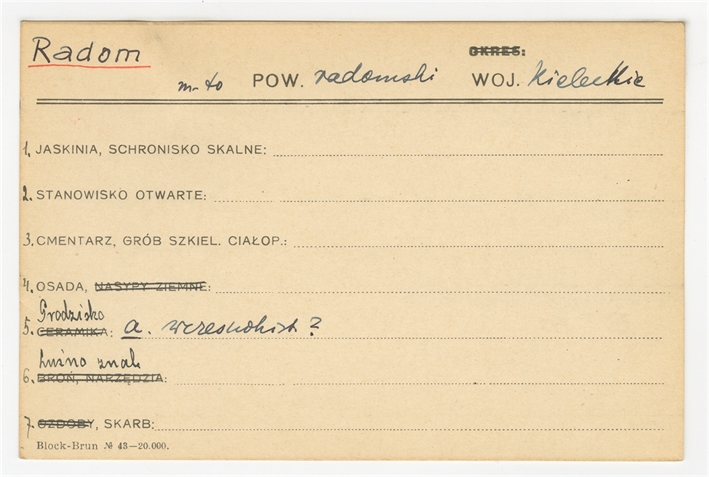 Radom
OKRES:
m-to POW. radomski WOJ. Kieleckie
1. JASKINIA, SCHRONISKO SKALNE:
2. STANOWISKO OTWARTE:
3. CMENTARZ, GRÓB SZKIEL. CIAŁOP.:
4. OSADA, NASYPY ZIEMNE:
Grodzisko
5. CERAMIKA: a. wczesnohist?
Luźno znal
6. BROŃ, NARZĘDZIA:
7. OZDOBY, SKARB:
Block-Brun № 43—20.000.